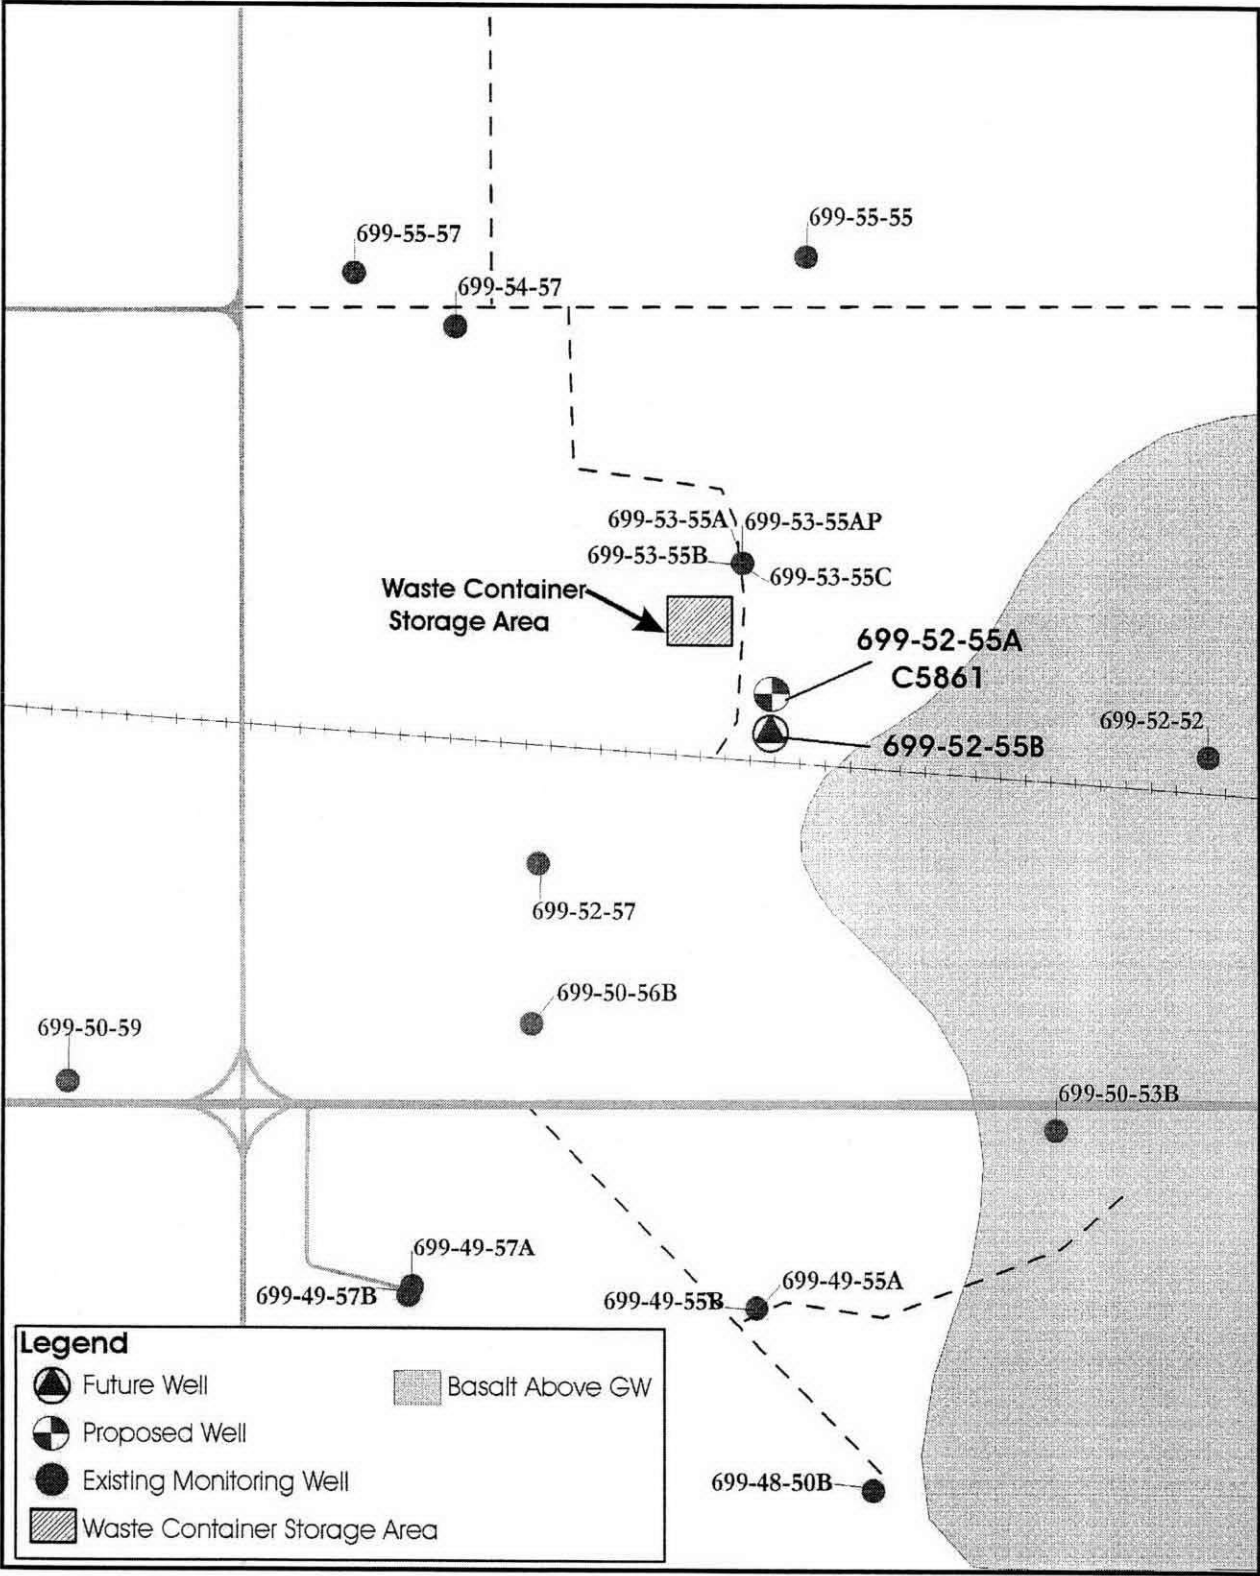 699-55-57
699-55-55
699-54-57
699-53-55A
699-53-55AP
699-53-55B
699-53-55C
Waste Container
Storage Area
699-52-55A
C5861
699-52-52
699-52-55B
699-52-57
699-50-56B
699-50-59
699-50-53B
699-49-57A
699-49-57B
699-49-55A
699-49-55B
Legend
Future Well
Basalt Above GW
Proposed Well
Existing Monitoring Well
Waste Container Storage Area
699-48-50B